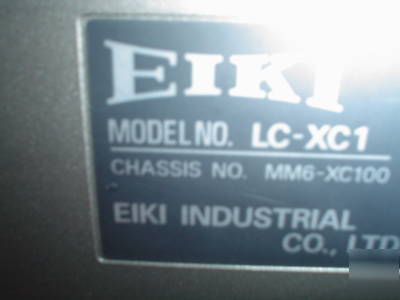 EIKI
MODEL NO. LC-XC1
CHASSIS NO. MM6-XC100
EIKI INDUSTRIAL
CO., LTD